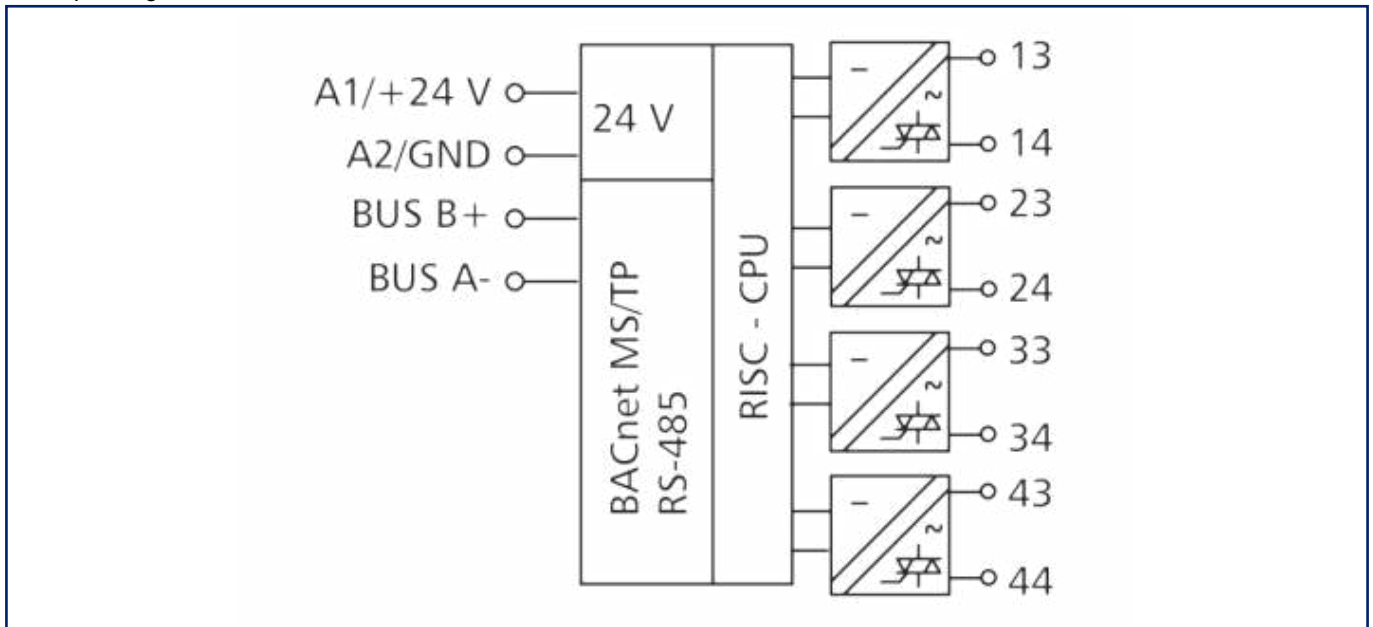 A1/+24 V
A2/GND
BUS B+
BUS A-
24 V
BACnet MS/TP
RS-485
RISC - CPU
13
14
23
24
33
34
43
44